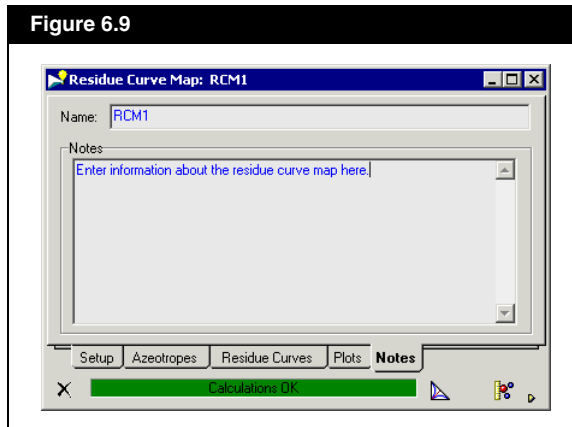 Figure 6.9
Residue Curve Map: RCM1
Name: RCM1
Notes
Enter information about the residue curve map here.
Setup Azeotropes Residue Curves Plots Notes
Calculations OK